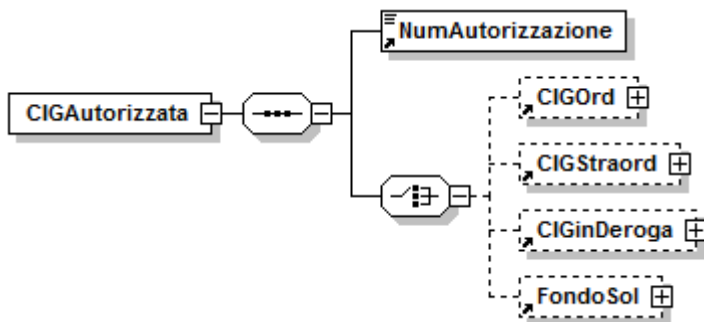 NumAutorizzazione
CIGAutorizzata
CIGOrd
CIGStraord
CIGinDeroga
FondoSol